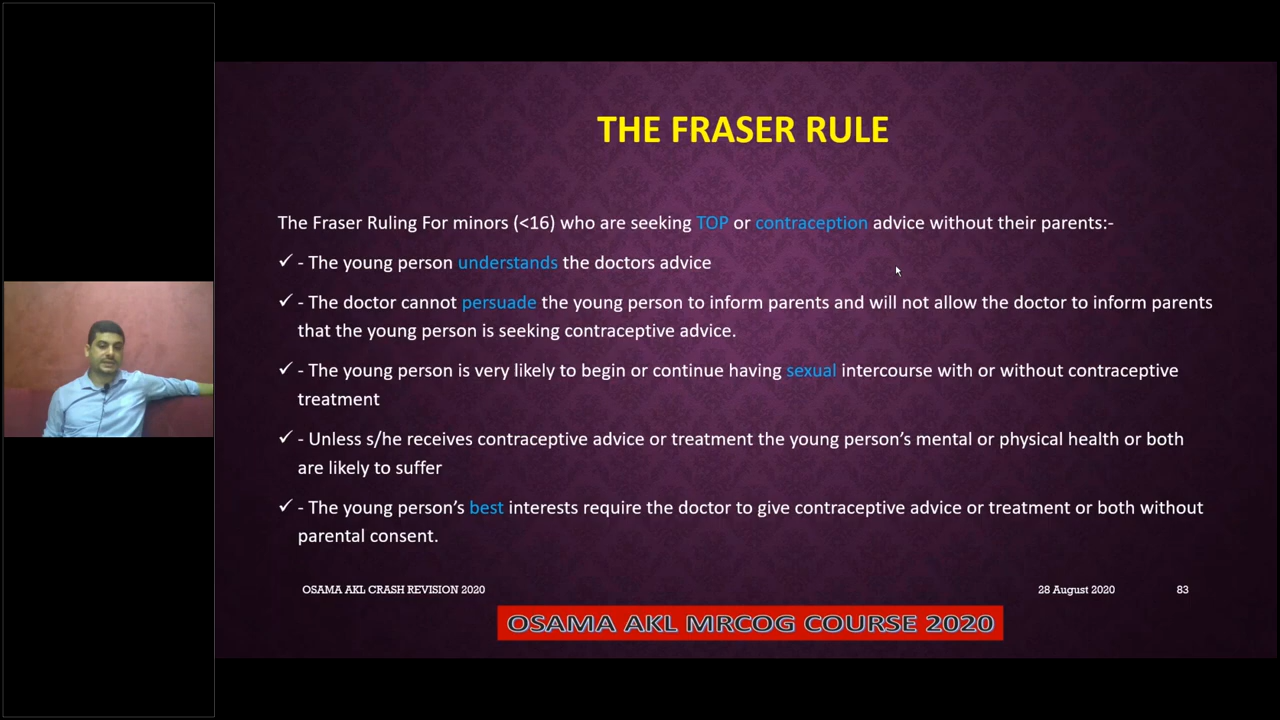 THE FRASER RULE
The Fraser Ruling For minors (<16) who are seeking TOP or contraception advice without their parents:-
✓ - The young person understands the doctors advice
✓ - The doctor cannot persuade the young person to inform parents and will not allow the doctor to inform parents
that the young person is seeking contraceptive advice.
✓ - The young person is very likely to begin or continue having sexual intercourse with or without contraceptive
treatment
✓ - Unless s/he receives contraceptive advice or treatment the young person’s mental or physical health or both
are likely to suffer
✓ - The young person’s best interests require the doctor to give contraceptive advice or treatment or both without
parental consent.
OSAMA AKL CRASH REVISION 2020
28 August 2020
83
OSAMA AKL MRCOG COURSE 2020